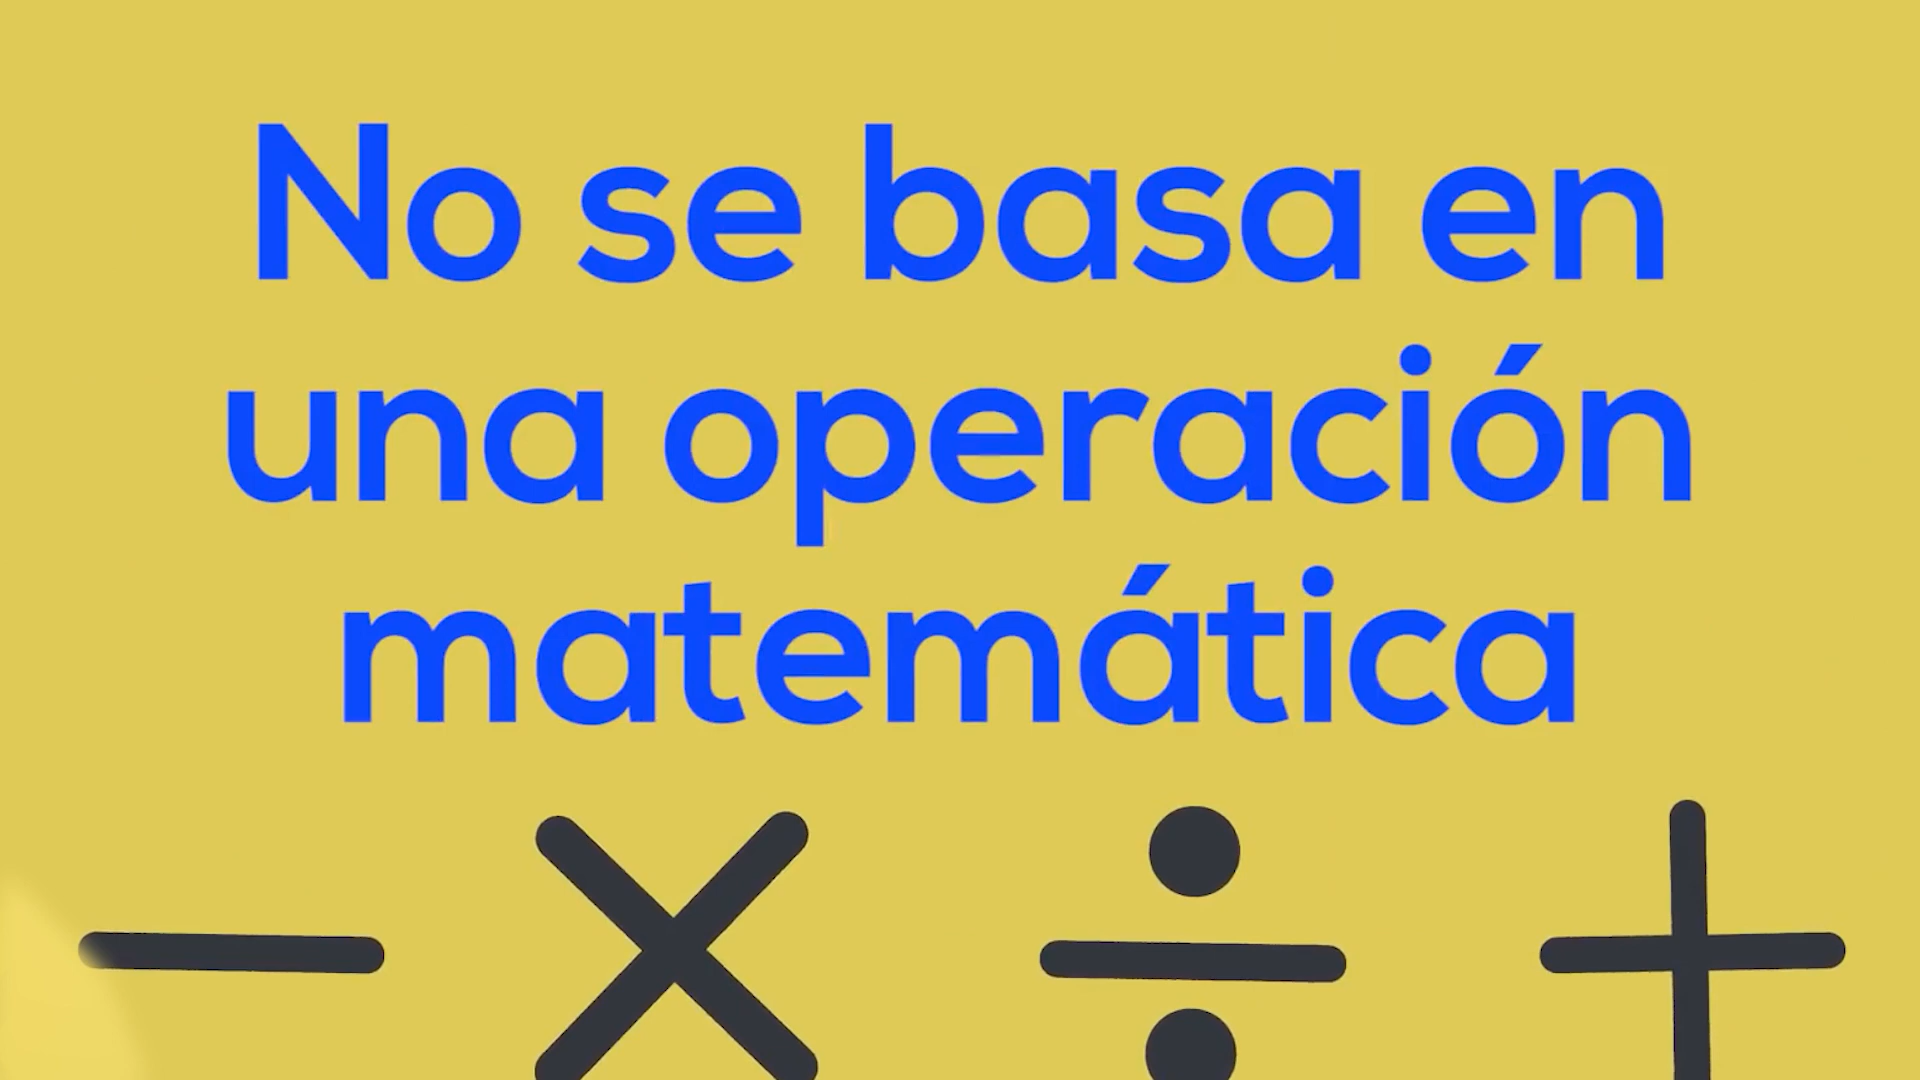 No se basa en
una operación
matemática
− × ÷ +